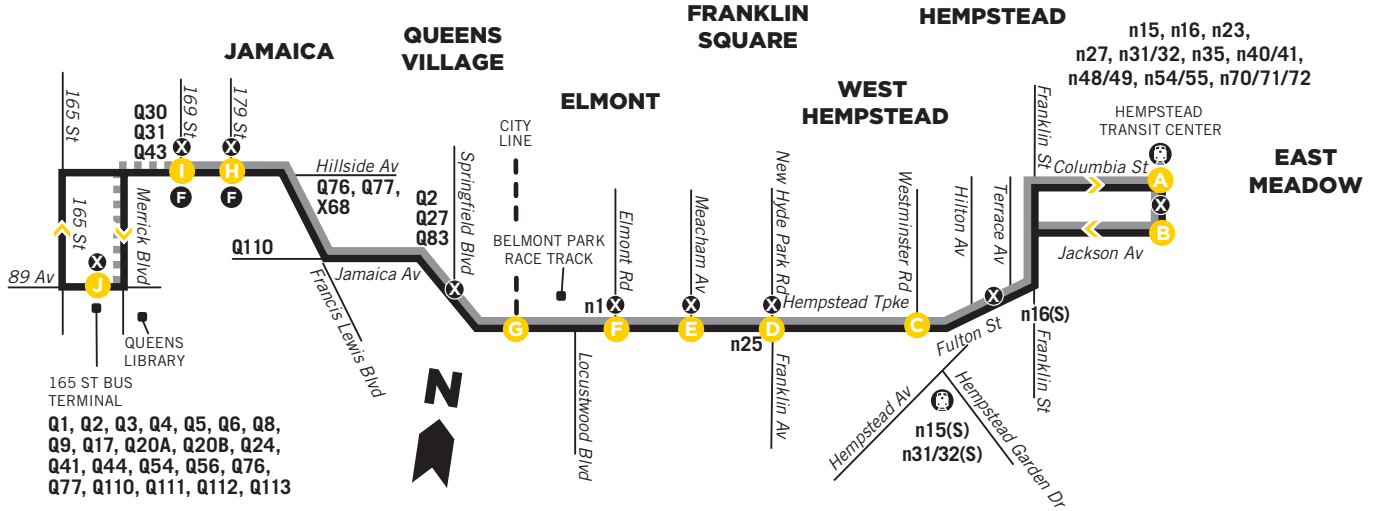 FRANKLIN
SQUARE
HEMPSTEAD
n15, n16, n23,
n27, n31/32, n35, n40/41,
n48/49, n54/55, n70/71/72
JAMAICA
QUEENS
VILLAGE
ELMONT
WEST
HEMPSTEAD
HEMPSTEAD
TRANSIT CENTER
EAST
MEADOW
165 St
Q30
Q31
Q43
169 St
179 St
X
X
I
H
F
F
Hillside Av
Q76, Q77,
X68
Q2
Q27
Q83
Springfield Blvd
CITY
LINE
Franklin St
Columbia St
A
X
B
Jackson Av
165 St
Merrick Blvd
89 Av
X
J
Q110
Francis Lewis Blvd
Jamaica Av
X
BELMONT PARK
RACE TRACK
Elmont Rd
Meacham Av
New Hyde Park Rd
Westminster Rd
Hilton Av
Terrace Av
n1
X
X
X
Hempstead Tpke
X
G
F
E
D
C
n25
Fulton St
n16(S)
Franklin St
Locustwood Blvd
Franklin Av
Hempstead Av
Hempstead Garden Dr
n15(S)
n31/32(S)
N
QUEENS
LIBRARY
165 ST BUS
TERMINAL
Q1, Q2, Q3, Q4, Q5, Q6, Q8,
Q9, Q17, Q20A, Q20B, Q24,
Q41, Q44, Q54, Q56, Q76,
Q77, Q110, Q111, Q112, Q113